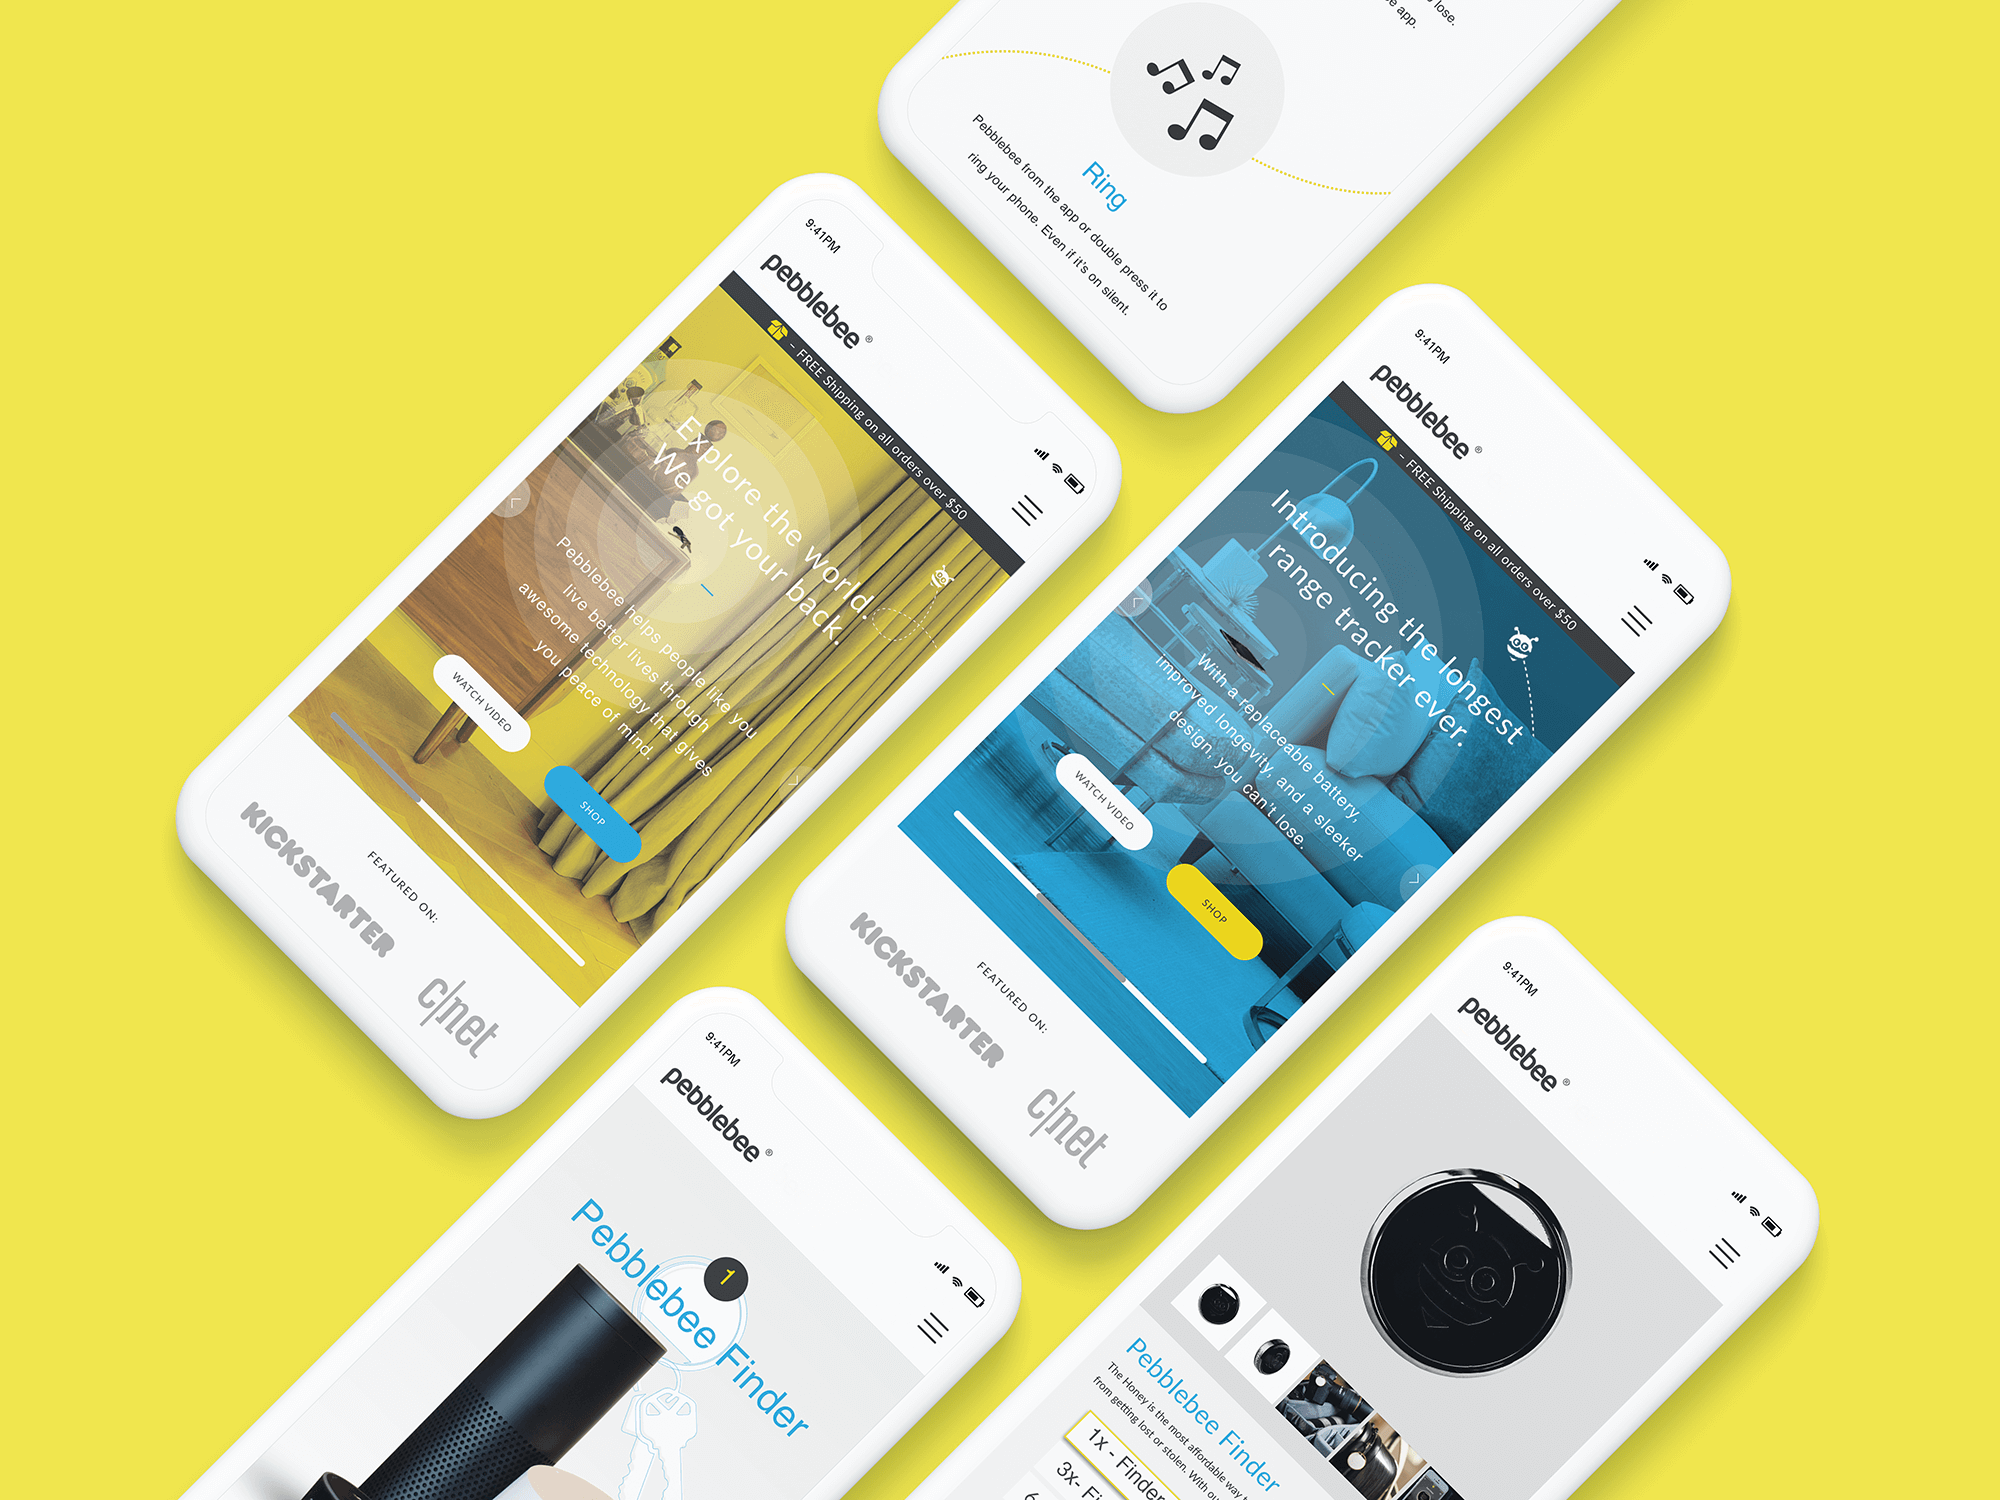 lose.
e app.
Ring
Pebblebee from the app or double press it to
ring your phone. Even if it's on silent.
9:41PM
pebblebee ®
- FREE Shipping on all orders over $50
Explore the world.
We got your back.
Pebblebee helps people like you
live better lives through
awesome technology that gives
you peace of mind.
WATCH VIDEO
SHOP
FEATURED ON:
KICKSTARTER
c|net
9:41PM
pebblebee ®
- FREE Shipping on all orders over $50
Introducing the longest
range tracker ever.
With a replaceable battery,
improved longevity, and a sleeker
design, you can't lose.
WATCH VIDEO
SHOP
FEATURED ON:
KICKSTARTER
c|net
9:41PM
pebblebee ®
1
Pebblebee Finder
9:41PM
pebblebee ®
Pebblebee Finder
The Honey is the most affordable way
from getting lost or stolen. With
1x - Finder
3x-